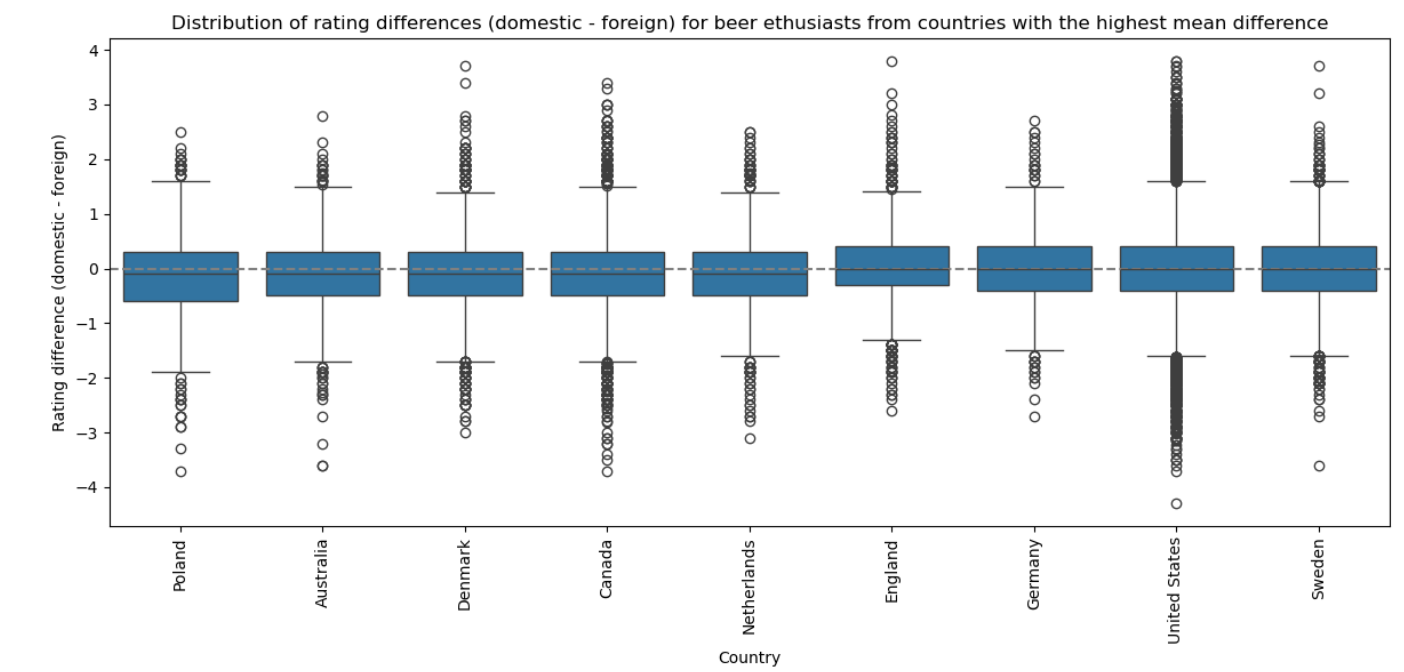 Distribution of rating differences (domestic - foreign) for beer ethusiasts from countries with the highest mean difference
Rating difference (domestic - foreign)
4
3
2
1
0
−1
−2
−3
−4
Poland
Australia
Denmark
Canada
Netherlands
England
Germany
United States
Sweden
Country